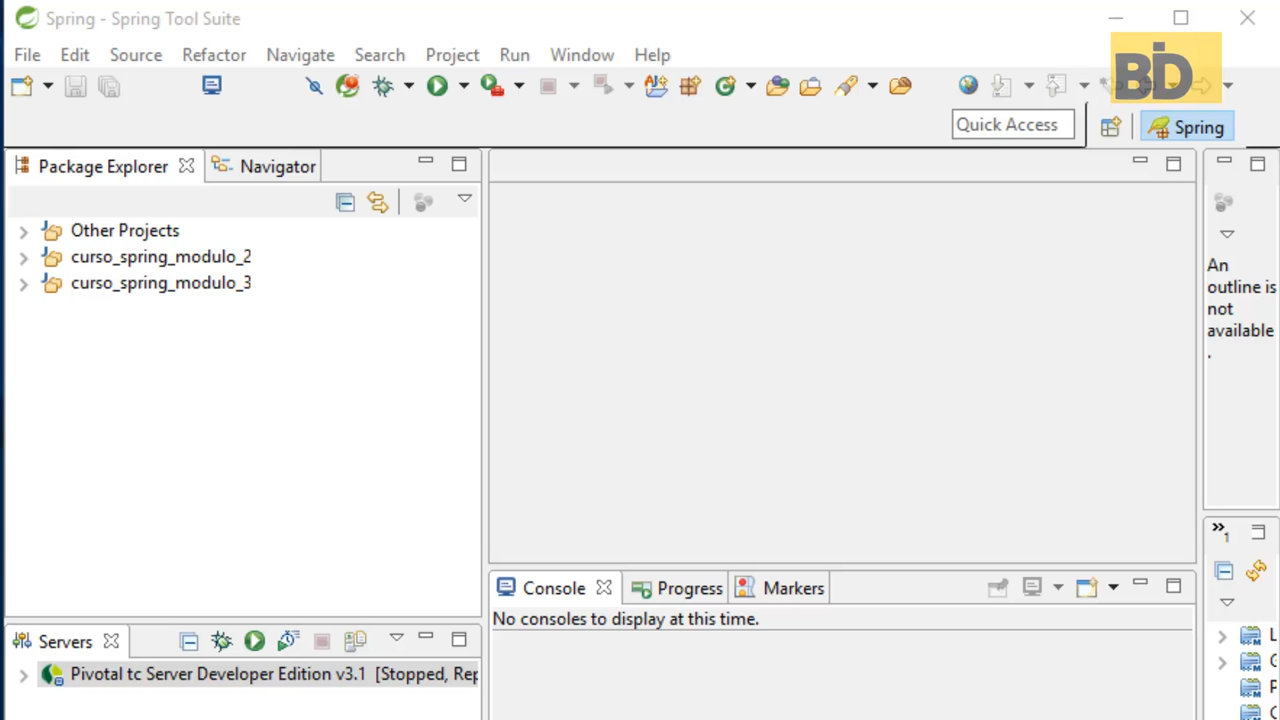 Spring - Spring Tool Suite
File Edit Source Refactor Navigate Search Project Run Window Help
BD
Quick Access
Spring
Package Explorer
Navigator
Other Projects
curso_spring_modulo_2
curso_spring_modulo_3
An
outline is
not
available
.
Console
Progress
Markers
No consoles to display at this time.
Servers
Pivotal tc Server Developer Edition v3.1 [Stopped, Rep
»1
L
P